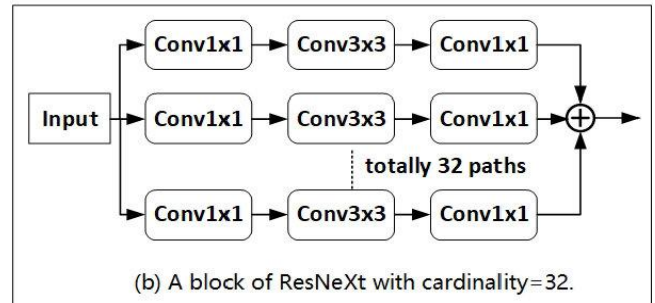 Conv1x1 Conv3x3 Conv1x1
Input Conv1x1 Conv3x3 Conv1x1
totally 32 paths
Conv1x1 Conv3x3 Conv1x1
(b) A block of ResNeXt with cardinality=32.